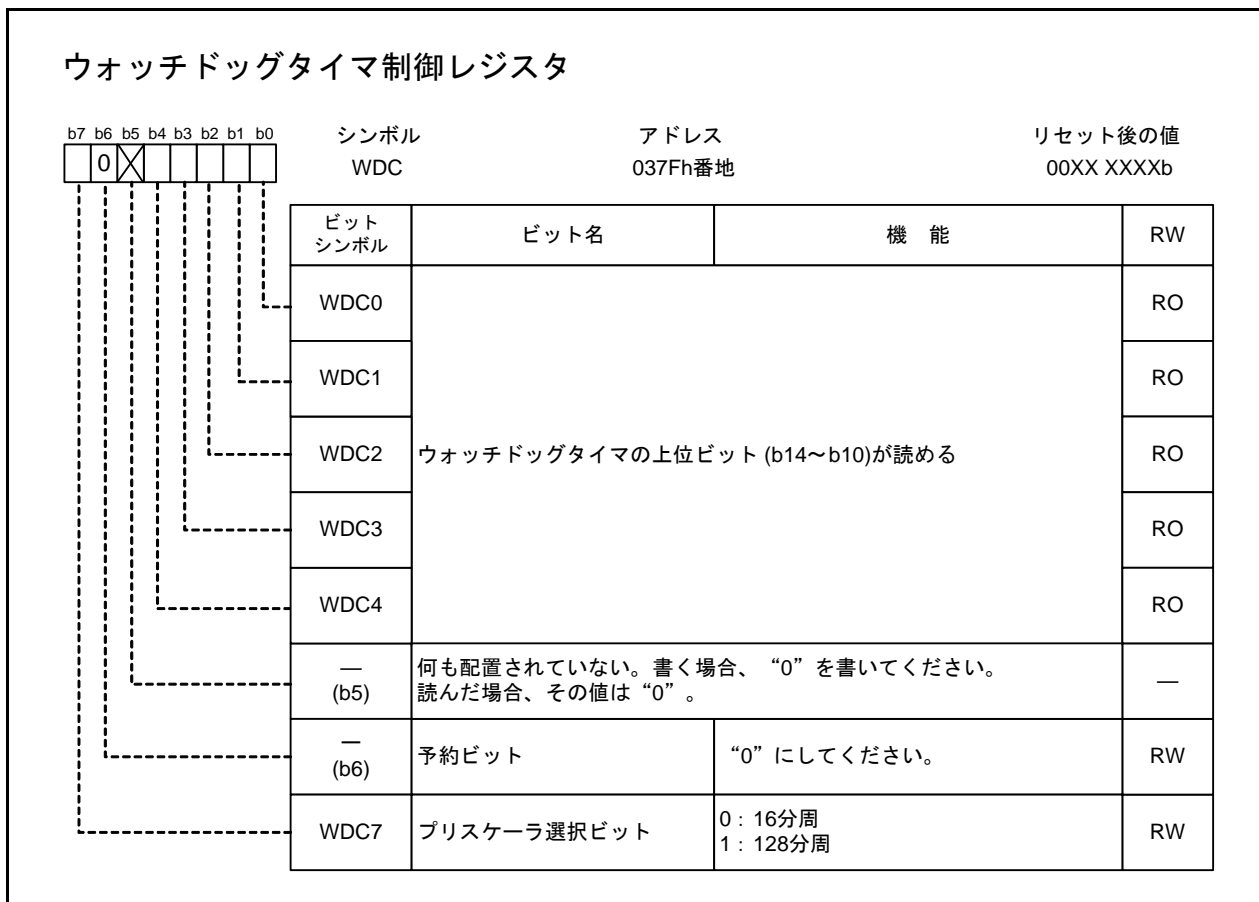 ウォッチドッグタイマ制御レジスタ
b7 b6 b5 b4 b3 b2 b1 b0
0
シンボル アドレス リセット後の値
WDC 037Fh番地 00XX XXXXb
ビット
シンボル
ビット名 機 能 RW
WDC0 RO
WDC1 RO
WDC2 ウォッチドッグタイマの上位ビット (b14～b10)が読める RO
WDC3 RO
WDC4 RO
—
(b5)
何も配置されていない。書く場合、“0”を書いてください。
読んだ場合、その値は“0”。
—
—
(b6)
予約ビット “0”にしてください。 RW
WDC7 プリスケーラ選択ビット
0：16分周
1：128分周
RW